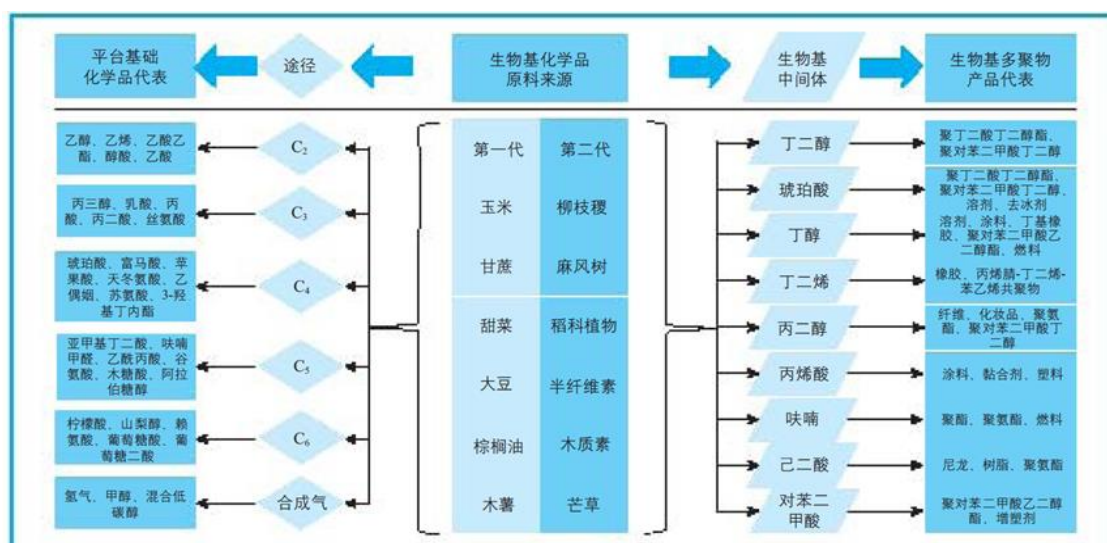 平台基础
化学品代表
途径
生物基化学品
原料来源
生物基
中间体
生物基多聚物
产品代表
乙醇、乙烯、乙酸乙
酯、醇酸、乙酸
C₂
丙三醇、乳酸、丙
酸、丙二酸、丝氨酸
C₃
琥珀酸、富马酸、苹
果酸、天冬氨酸、乙
偶姻、苏氨酸、3-羟
基丁内酯
C₄
亚甲基丁二酸、呋喃
甲醛、乙酰丙酸、谷
氨酸、木糖酸、阿拉
伯糖醇
C₅
柠檬酸、山梨醇、赖
氨酸、葡萄糖酸、葡
萄糖二酸
C₆
氢气、甲醇、混合低
碳醇
合成气
第一代
玉米
甘蔗
甜菜
大豆
棕榈油
木薯
第二代
柳枝稷
麻风树
稻科植物
半纤维素
木质素
芒草
丁二醇
聚丁二酸丁二醇酯、
聚对苯二甲酸丁二醇
琥珀酸
聚丁二酸丁二醇酯、
聚对苯二甲酸丁二醇、
溶剂、去冰剂
丁醇
溶剂、涂料、丁基橡
胶、聚对苯二甲酸乙
二醇酯、燃料
丁二烯
橡胶、丙烯腈-丁二烯-
苯乙烯共聚物
丙二醇
纤维、化妆品、聚氨
酯、聚对苯二甲酸丁
二醇
丙烯酸
涂料、黏合剂、塑料
呋喃
聚酯、聚氨酯、燃料
己二酸
尼龙、树脂、聚氨酯
对苯二
甲酸
聚对苯二甲酸乙二醇
酯、增塑剂